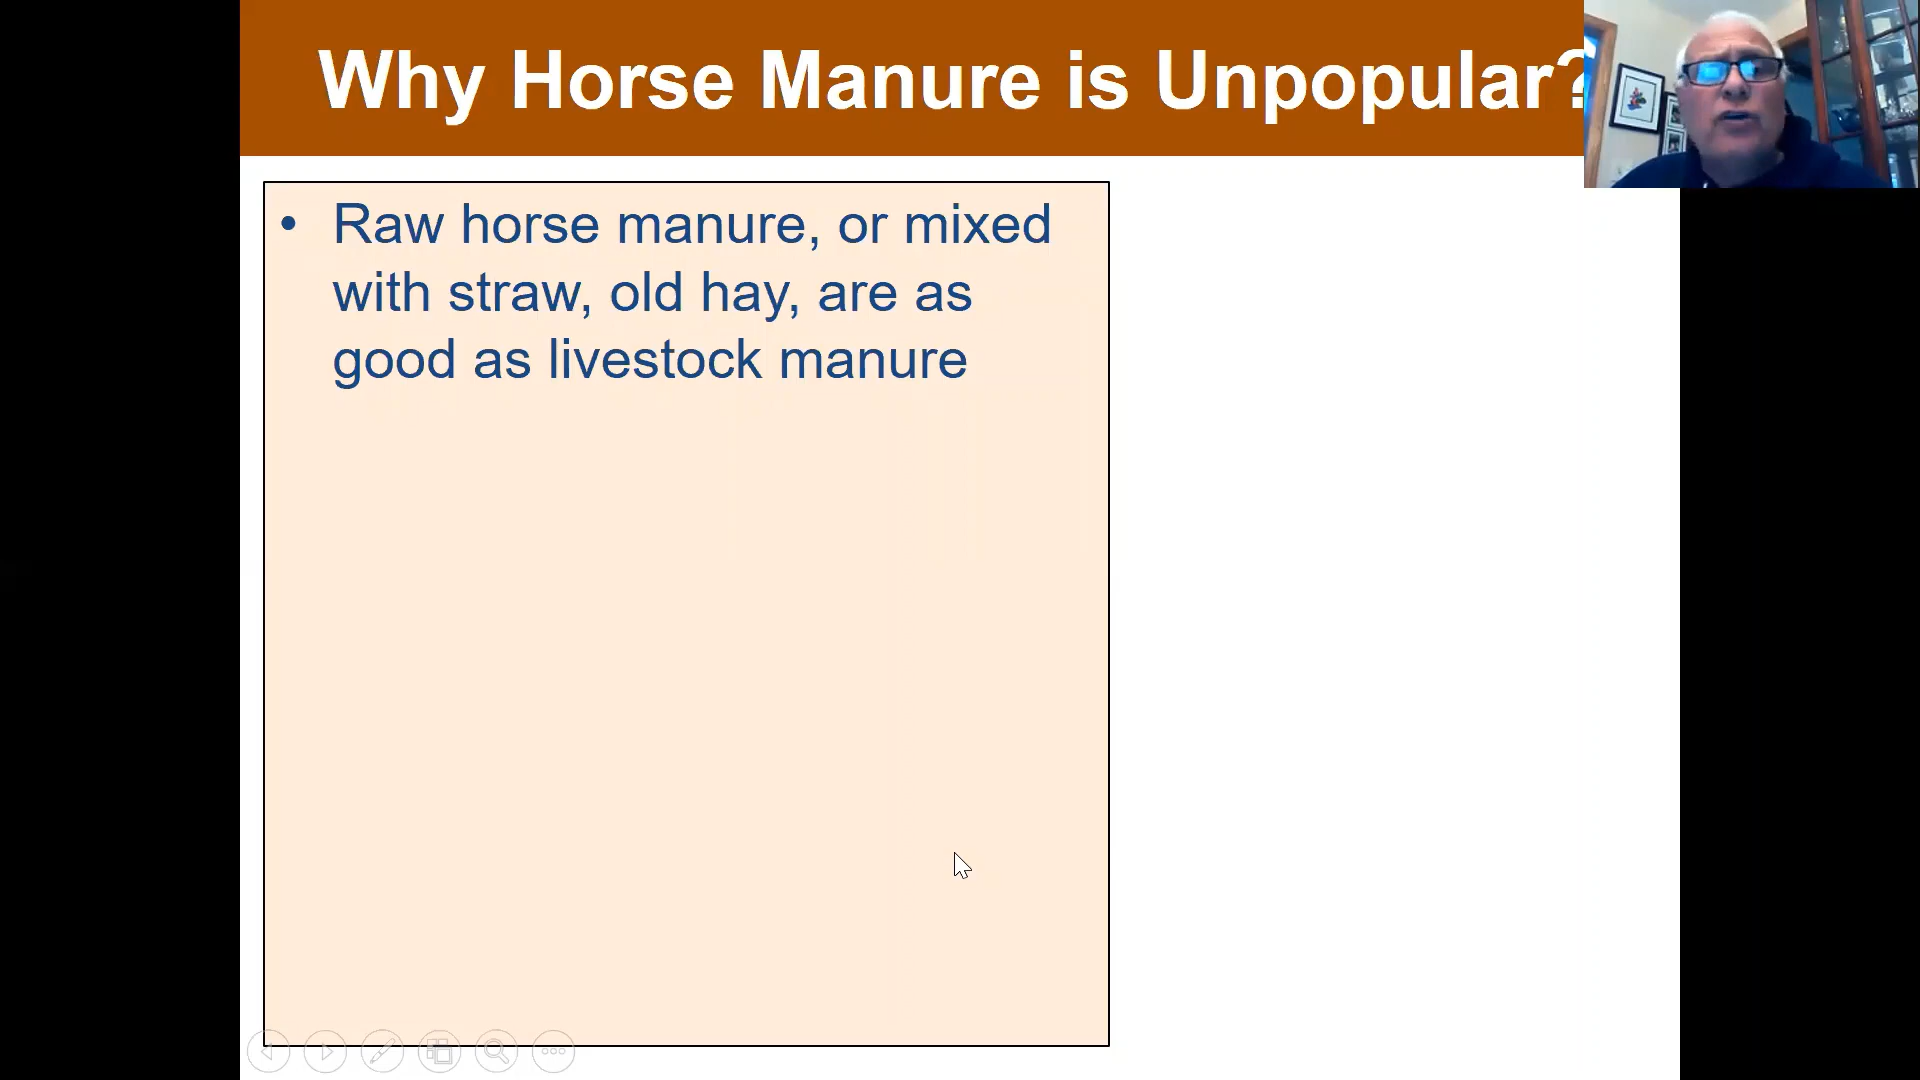 Why Horse Manure is Unpopular?
• Raw horse manure, or mixed
with straw, old hay, are as
good as livestock manure